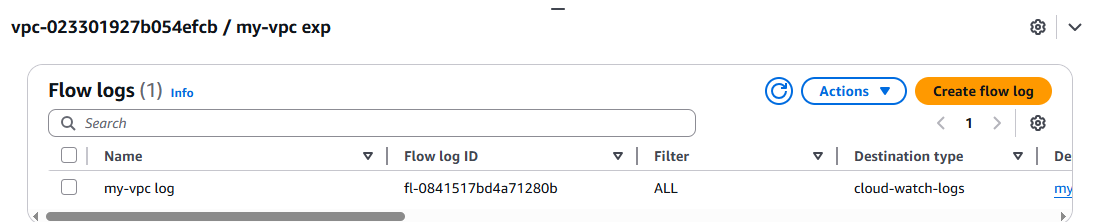 vpc-023301927b054efcb / my-vpc exp
Flow logs (1) Info Actions Create flow log
Search 1
Name Flow log ID Filter Destination type De
my-vpc log fl-0841517bd4a71280b ALL cloud-watch-logs my